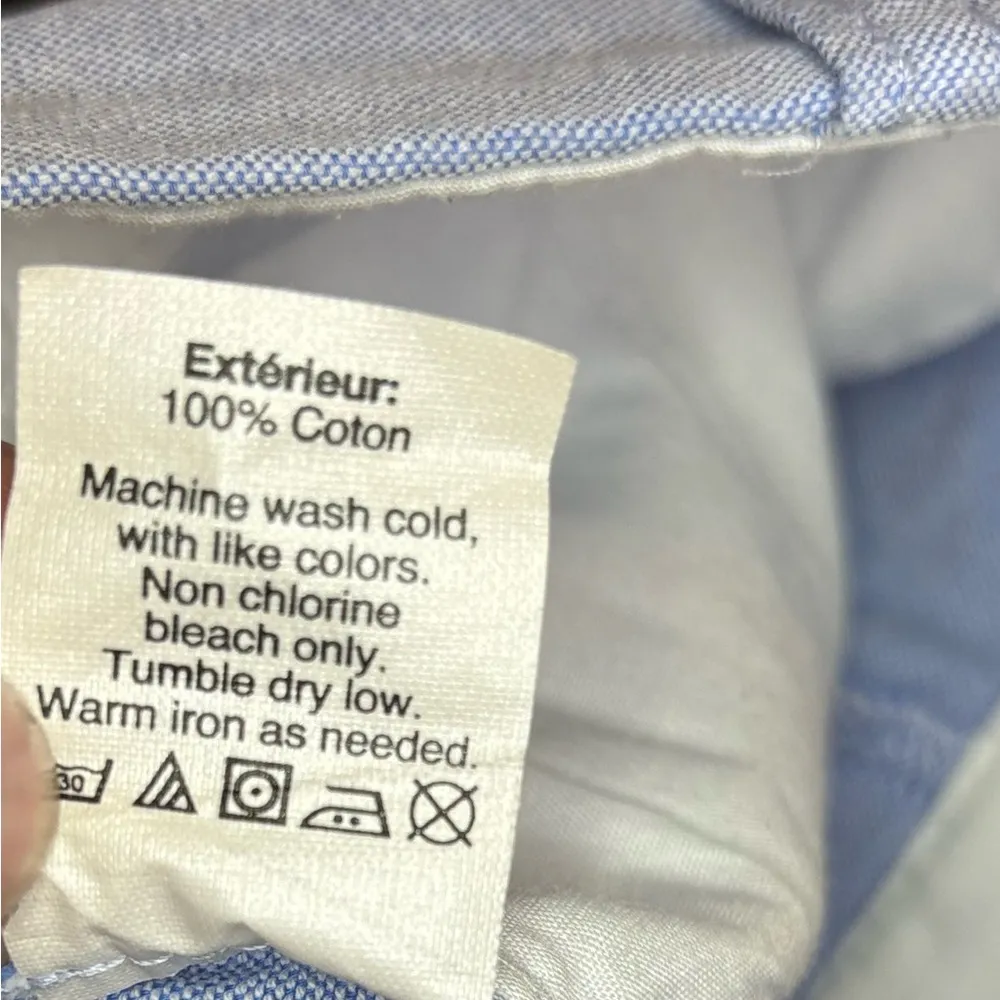 Extérieur:
100% Coton
Machine wash cold,
with like colors.
Non chlorine
bleach only.
Tumble dry low.
Warm iron as needed.
30